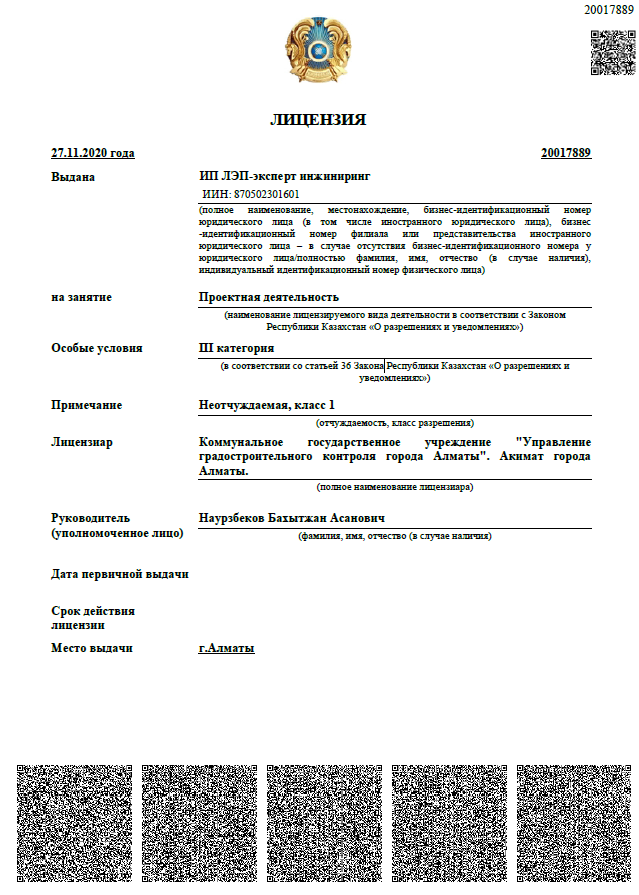 20017889
ЛИЦЕНЗИЯ
27.11.2020 года 20017889
Выдана ИП ЛЭП-эксперт инжиниринг
ИИН: 870502301601
(полное наименование, местонахождение, бизнес-идентификационный номер
юридического лица (в том числе иностранного юридического лица), бизнес
-идентификационный номер филиала или представительства иностранного
юридического лица – в случае отсутствия бизнес-идентификационного номера у
юридического лица/полностью фамилия, имя, отчество (в случае наличия),
индивидуальный идентификационный номер физического лица)
на занятие Проектная деятельность
(наименование лицензируемого вида деятельности в соответствии с Законом
Республики Казахстан «О разрешениях и уведомлениях»)
Особые условия III категория
(в соответствии со статьей 36 Закона Республики Казахстан «О разрешениях и
уведомлениях»)
Примечание Неотчуждаемая, класс 1
(отчуждаемость, класс разрешения)
Лицензиар Коммунальное государственное учреждение "Управление
градостроительного контроля города Алматы". Акимат города
Алматы.
(полное наименование лицензиара)
Руководитель Наурзбеков Бахытжан Асанович
(уполномоченное лицо) (фамилия, имя, отчество (в случае наличия)
Дата первичной выдачи
Срок действия
лицензии
Место выдачи г.Алматы